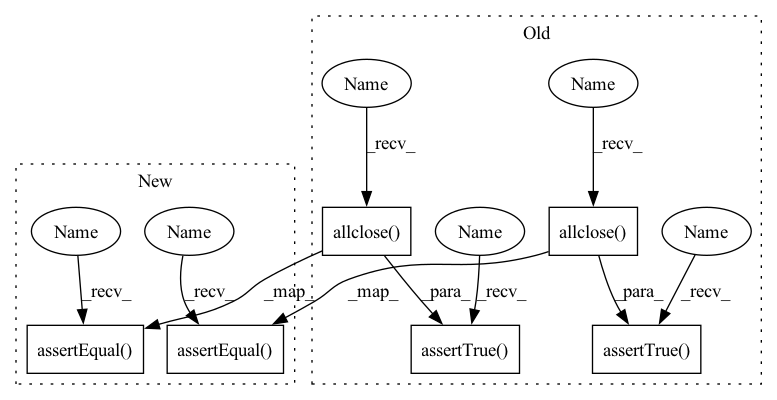 Old
Name
Name
_recv_
_recv_
New
Name
Name
allclose()
Name
allclose()
Name
_recv_
_recv_
_map_
_map_
_para_
_recv_
_para_
_recv_
assertEqual()
assertEqual()
assertTrue()
assertTrue()